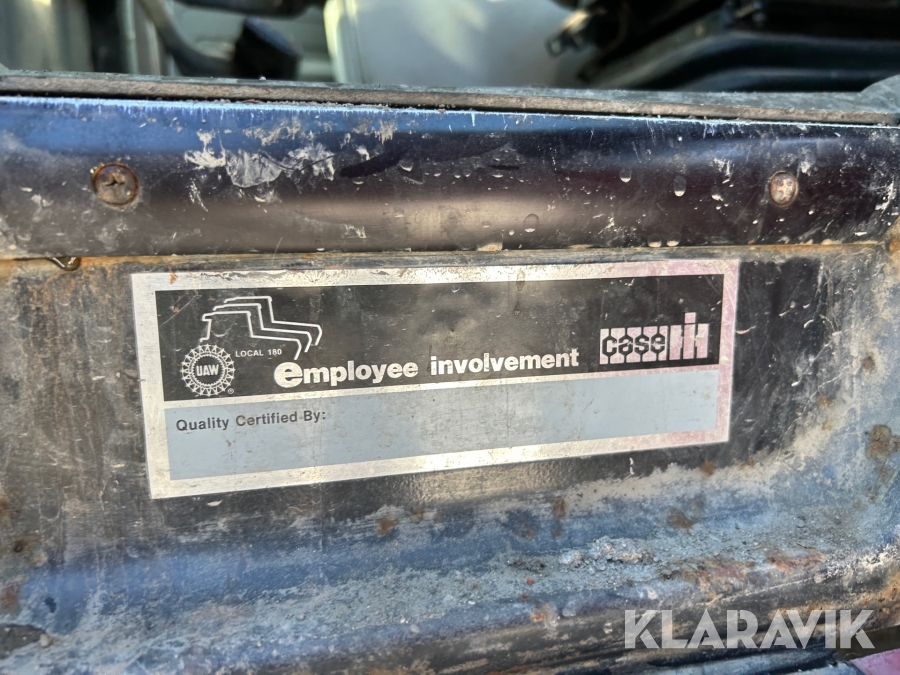 LOCAL 180
UAW
®
employee involvement
case IH
Quality Certified By:
KLARAVIK